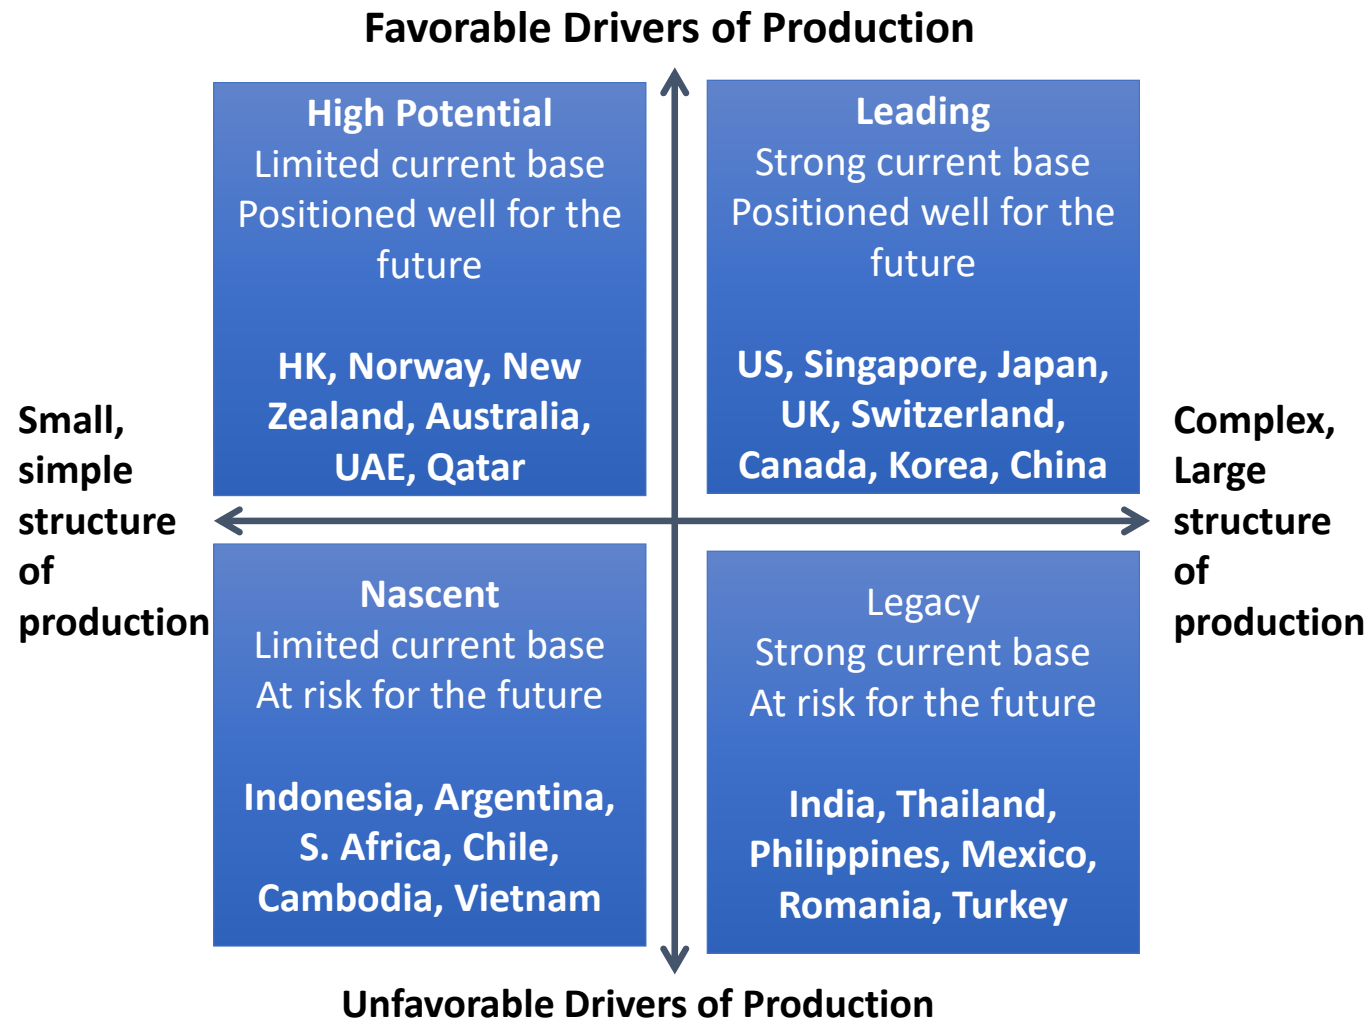 Favorable Drivers of Production
High Potential
Limited current base
Positioned well for the
future
HK, Norway, New
Zealand, Australia,
UAE, Qatar
Leading
Strong current base
Positioned well for the
future
US, Singapore, Japan,
UK, Switzerland,
Canada, Korea, China
Small,
simple
structure
of
production
Complex,
Large
structure
of
production
Nascent
Limited current base
At risk for the future
Indonesia, Argentina,
S. Africa, Chile,
Cambodia, Vietnam
Legacy
Strong current base
At risk for the future
India, Thailand,
Philippines, Mexico,
Romania, Turkey
Unfavorable Drivers of Production